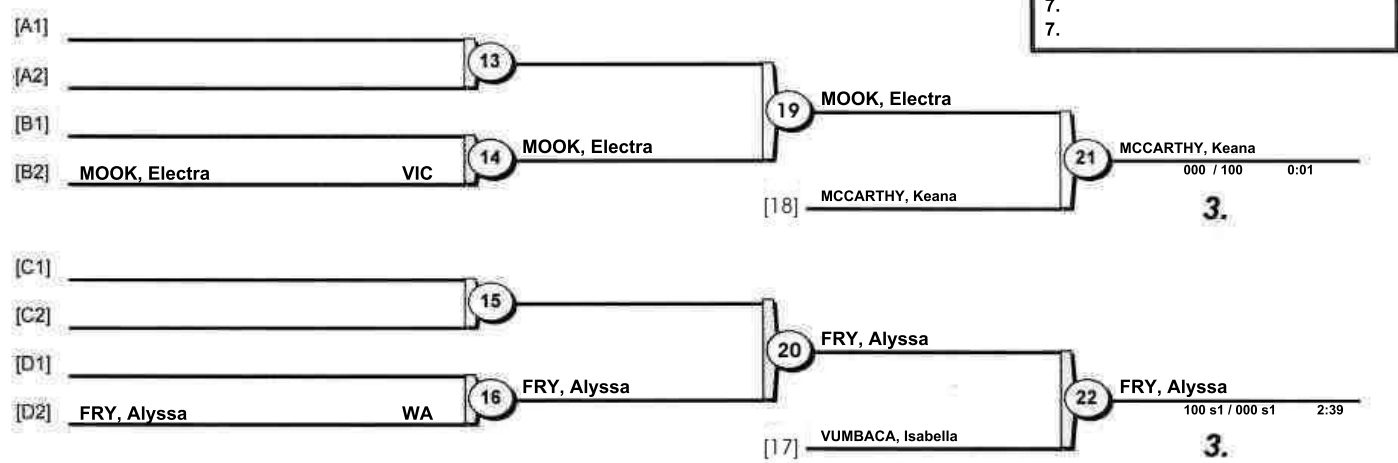 7.
7.
[A1]
13
[A2]
19 MOOK, Electra
[B1]
14 MOOK, Electra
21 MCCARTHY, Keana
[B2] MOOK, Electra VIC
000 / 100 0:01
[18] MCCARTHY, Keana
3.
[C1]
15
[C2]
20 FRY, Alyssa
[D1]
16 FRY, Alyssa
22 FRY, Alyssa
[D2] FRY, Alyssa WA
100 s1 / 000 s1 2:39
[17] VUMBACA, Isabella
3.